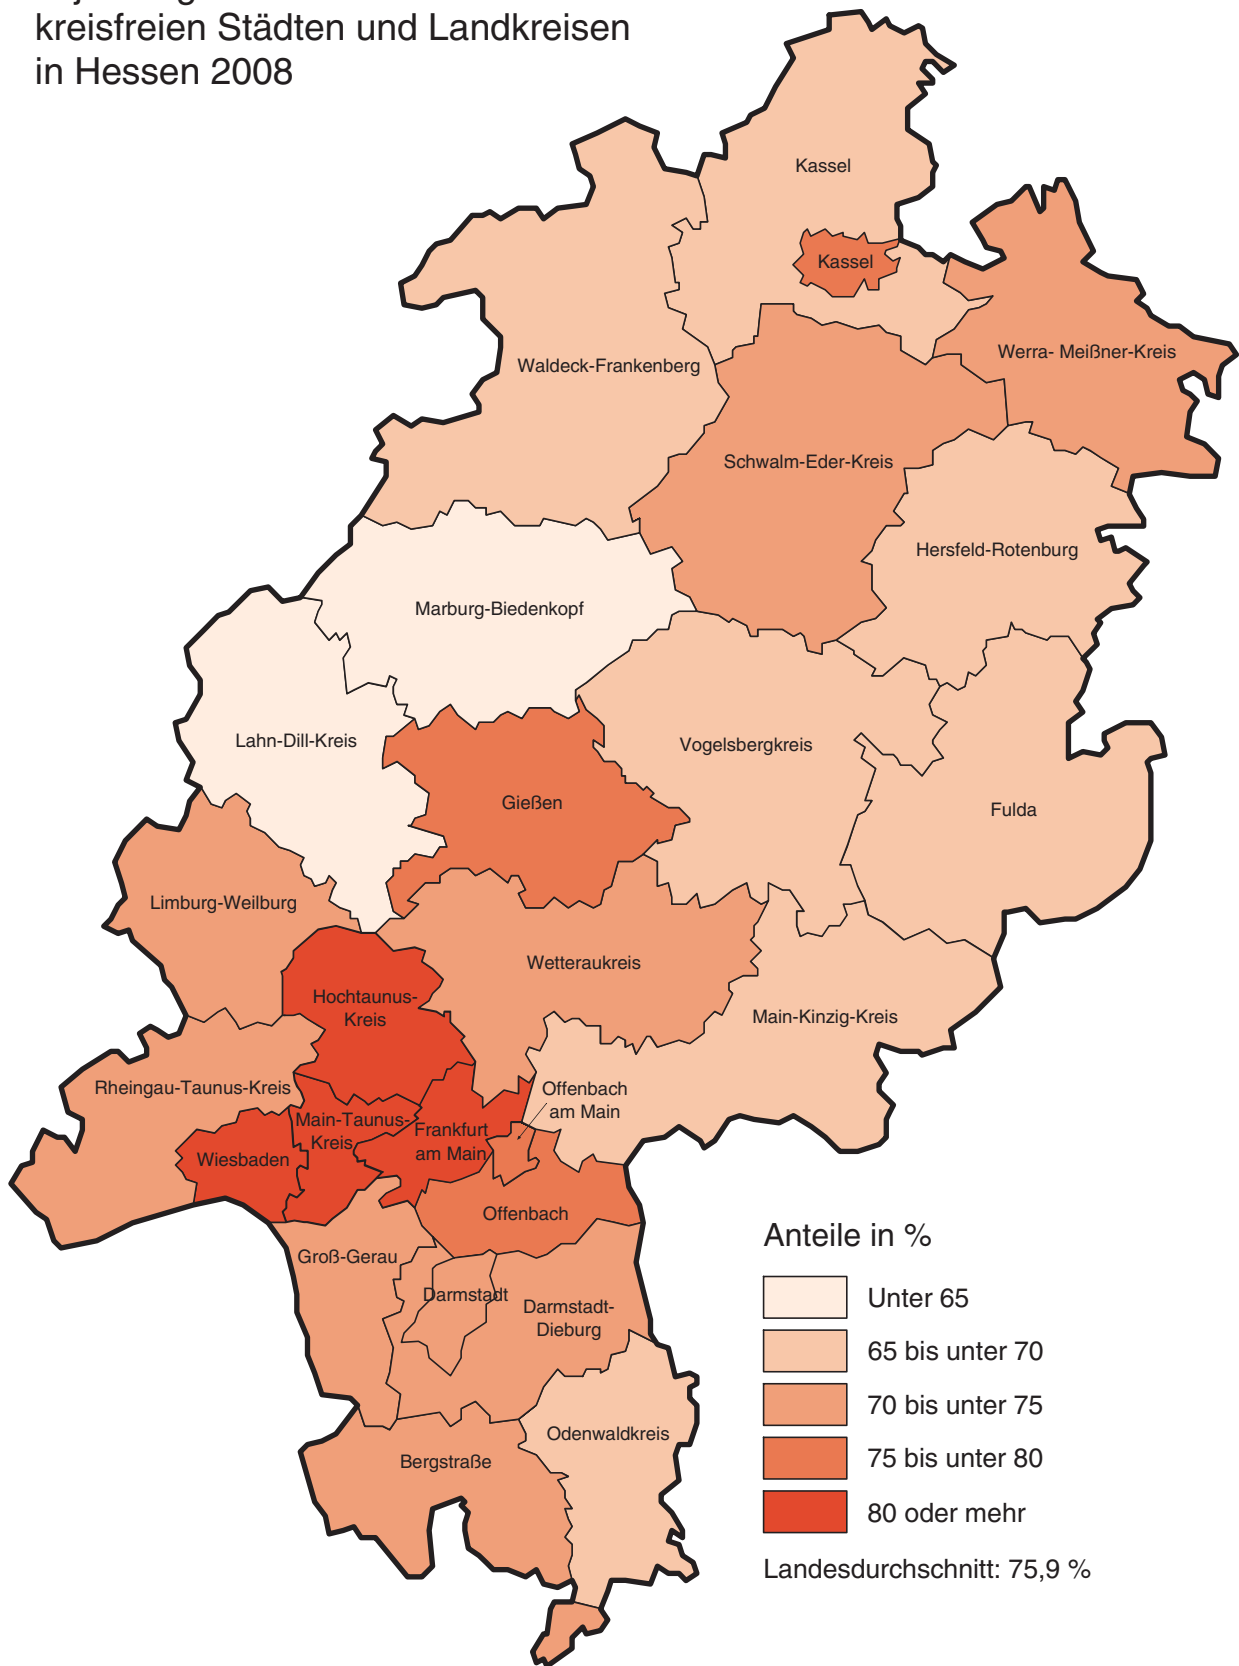 kreisfreien Städten und Landkreisen
in Hessen 2008
Kassel
Kassel
Waldeck-Frankenberg
Werra- Meißner-Kreis
Schwalm-Eder-Kreis
Hersfeld-Rotenburg
Marburg-Biedenkopf
Lahn-Dill-Kreis
Vogelsbergkreis
Gießen
Fulda
Limburg-Weilburg
Wetteraukreis
Hochtaunus-
Kreis
Main-Kinzig-Kreis
Rheingau-Taunus-Kreis
Offenbach
am Main
Main-Taunus-
Kreis
Frankfurt
am Main
Wiesbaden
Offenbach
Groß-Gerau
Darmstadt
Darmstadt-
Dieburg
Odenwaldkreis
Bergstraße
Anteile in %
Unter 65
65 bis unter 70
70 bis unter 75
75 bis unter 80
80 oder mehr
Landesdurchschnitt: 75,9 %